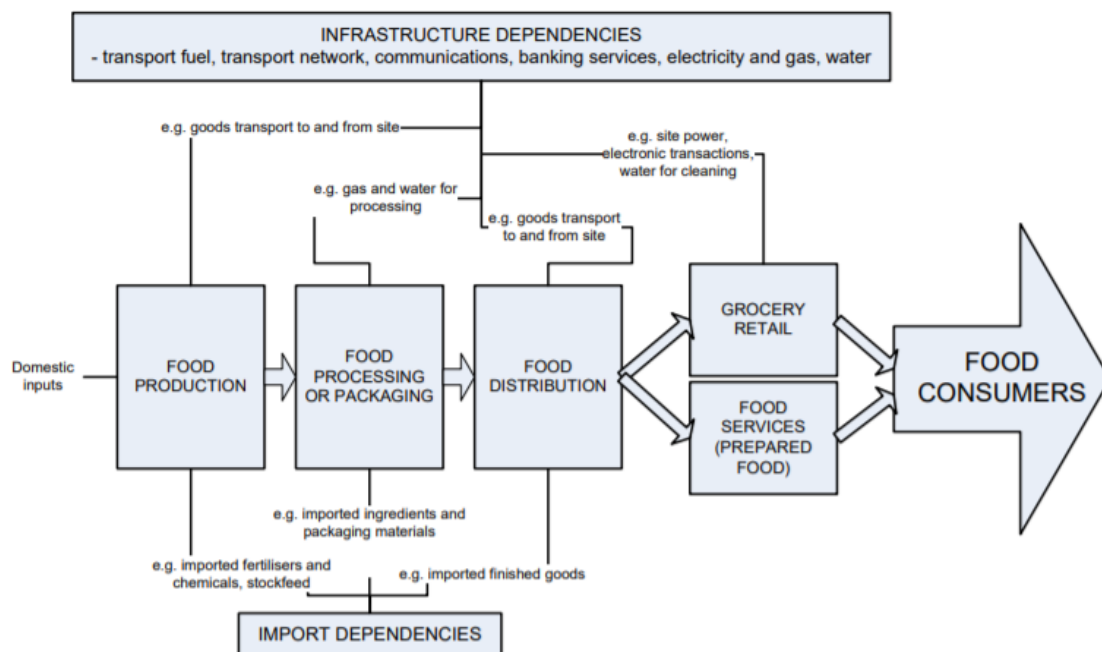 INFRASTRUCTURE DEPENDENCIES
- transport fuel, transport network, communications, banking services, electricity and gas, water
e.g. goods transport to and from site
e.g. site power,
electronic transactions,
water for cleaning
e.g. gas and water for
processing
e.g. goods transport
to and from site
Domestic
inputs
FOOD
PRODUCTION
FOOD
PROCESSING
OR PACKAGING
FOOD
DISTRIBUTION
GROCERY
RETAIL
FOOD
SERVICES
(PREPARED
FOOD)
FOOD
CONSUMERS
e.g. imported ingredients and
packaging materials
e.g. imported fertilisers and
chemicals, stockfeed
e.g. imported finished goods
IMPORT DEPENDENCIES